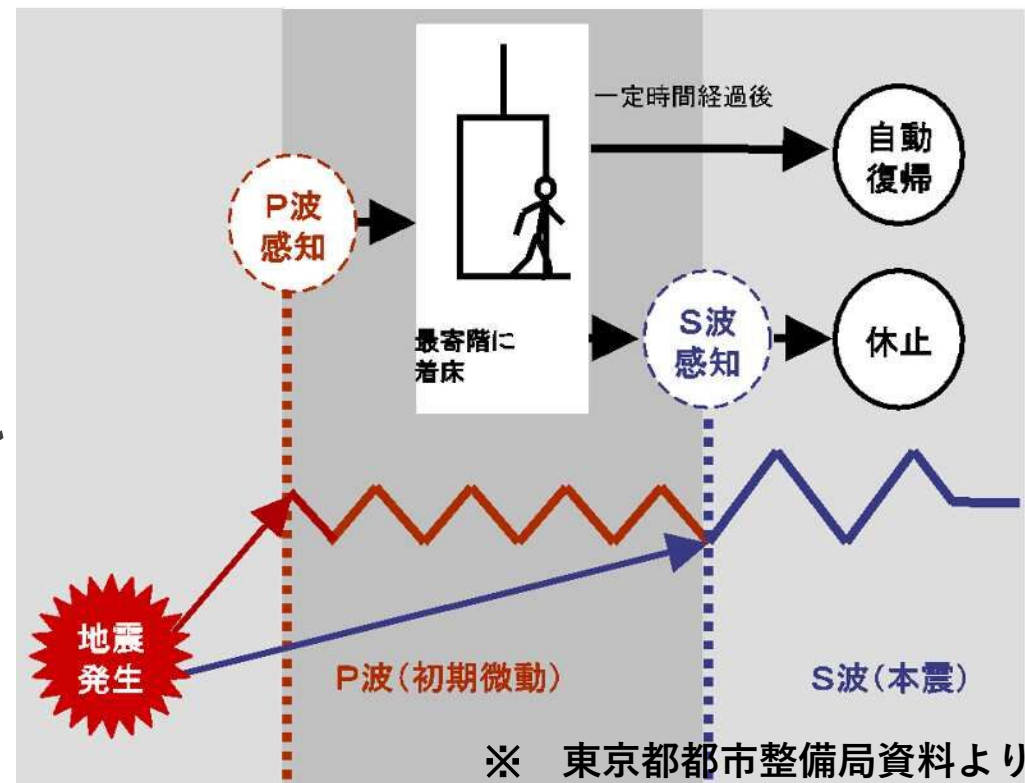 一定時間経過後
自動
復帰
P波
感知
最寄階に
着床
S波
感知
休止
地震
発生
P波(初期微動)
S波(本震)
※ 東京都都市整備局資料より